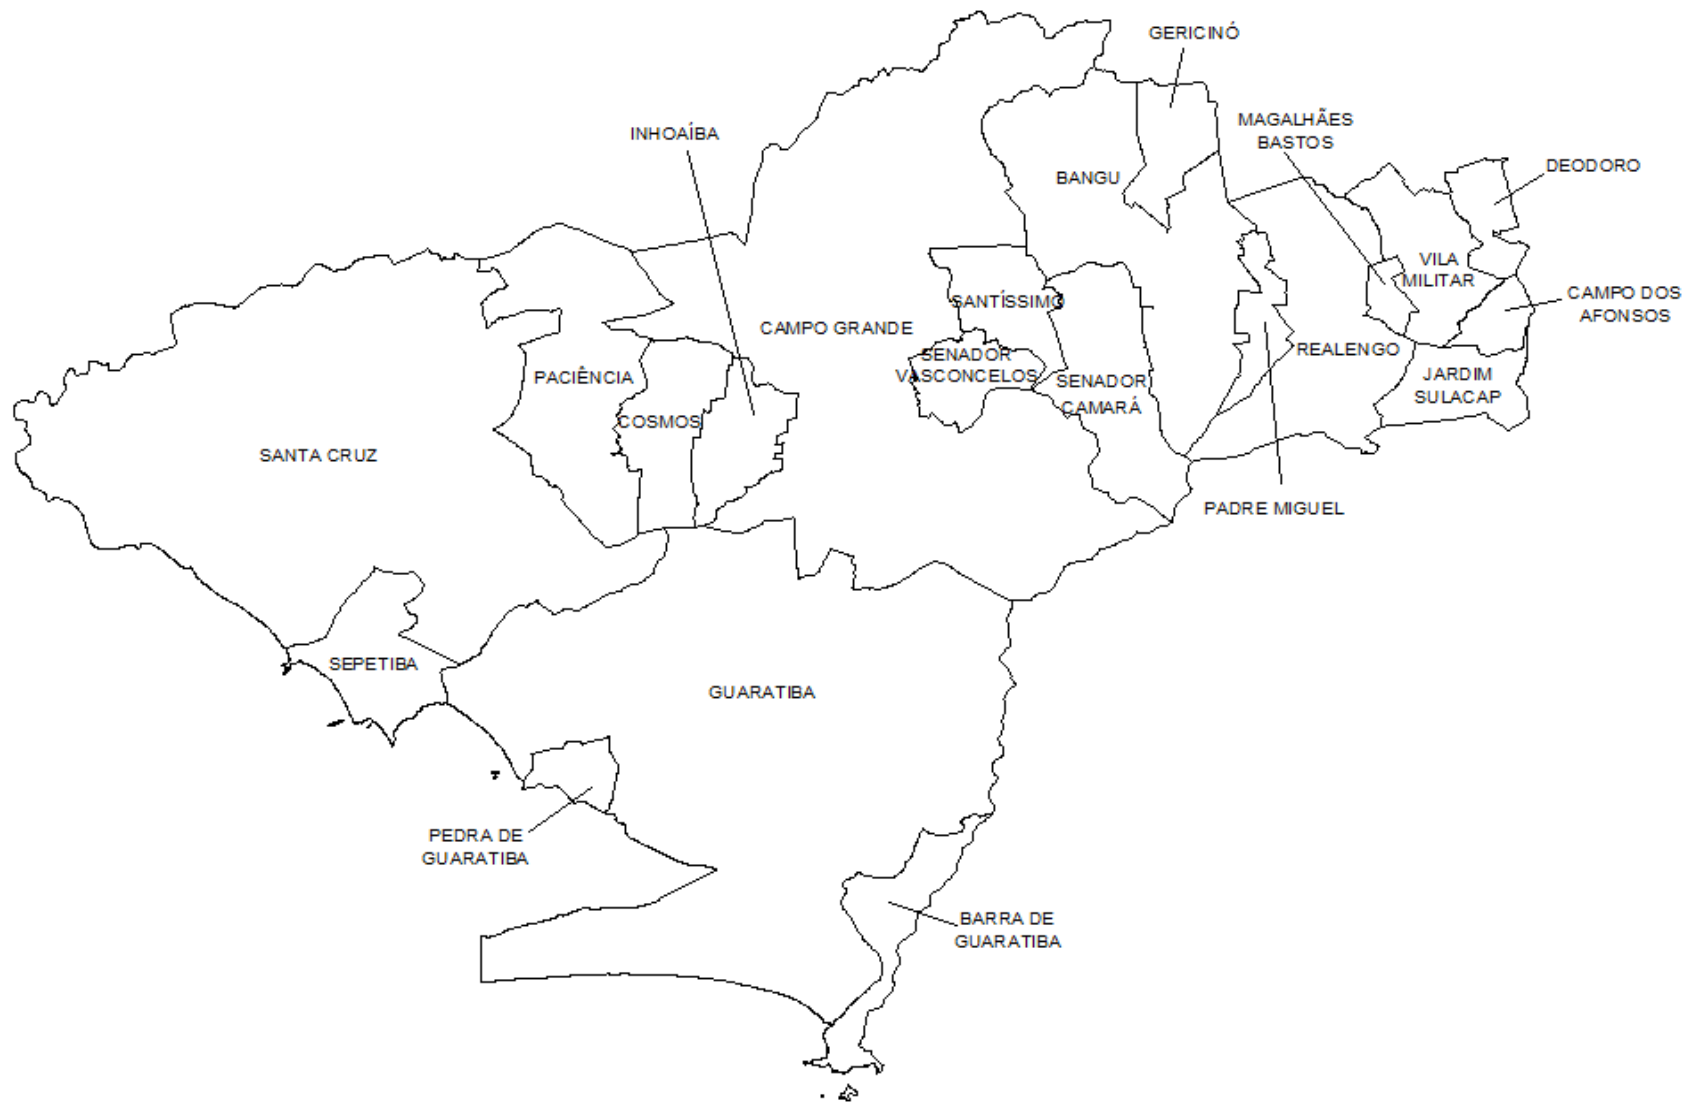 GERICINÓ
MAGALHÃES
BASTOS
INHOAÍBA
DEODORO
BANGU
VILA
MILITAR
CAMPO DOS
AFONSOS
SANTÍSSIMO
CAMPO GRANDE
REALENGO
SENADOR
VASCONCELOS
PACIÊNCIA
SENADOR
CAMARÁ
JARDIM
SULACAP
COSMOS
SANTA CRUZ
PADRE MIGUEL
SEPETIBA
GUARATIBA
PEDRA DE
GUARATIBA
BARRA DE
GUARATIBA